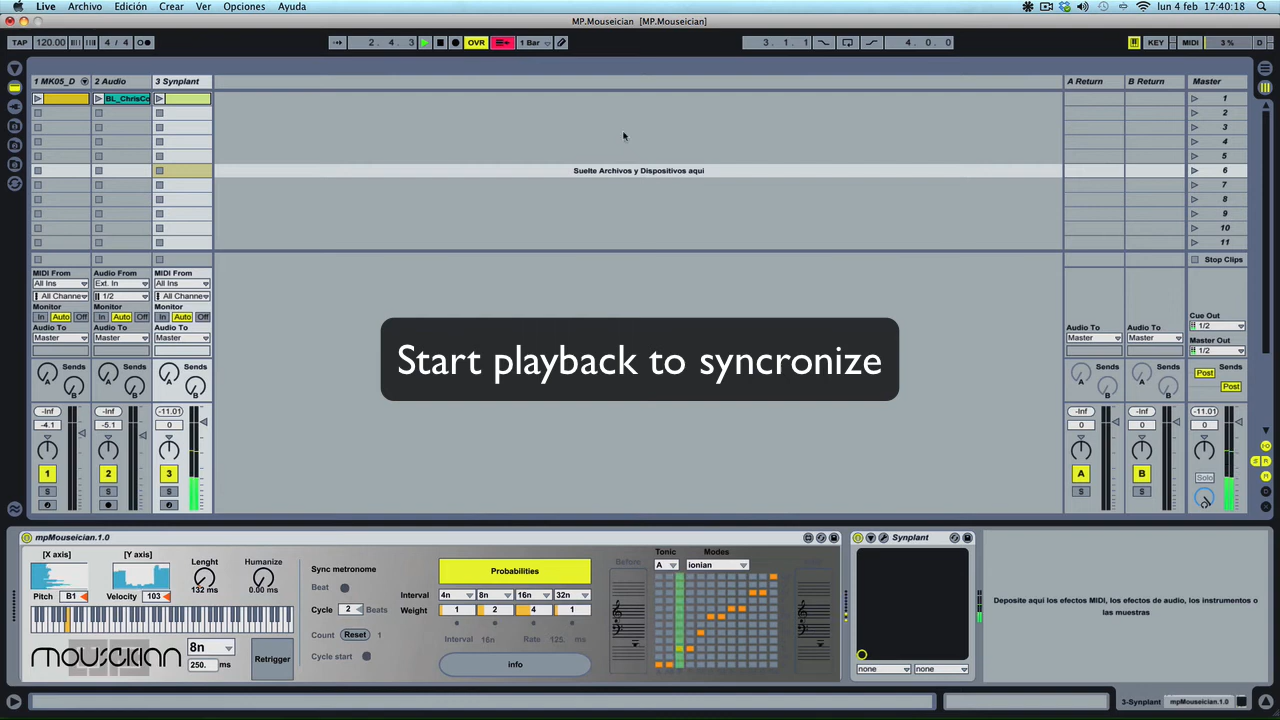 Live Archivo Edición Crear Ver Opciones Ayuda lun 4 feb 17:40:18
MP.Mouseician [MP.Mouseician]
TAP 120.00 4 / 4 2. 4. 3 OVR 1 Bar 3. 1. 1 4. 0. 0 KEY MIDI 3 % D
1 MK05_D 2 Audio 3 Synplant A Return B Return Master
BL_ChrisCo 1
2
3
4
5
Suelte Archivos y Dispositivos aquí 6
7
8
9
10
11
Stop Clips
MIDI From Audio From MIDI From
All Ins Ext. In All Ins
All Channe 1/2 All Channe
Monitor Monitor Monitor
In Auto Off In Auto Off In Auto Off
Audio To Audio To Audio To
Master Master Master
Cue Out
1/2
Audio To Audio To
Master Master
Master Out
1/2
Start playback to syncronize
Sends Sends Sends Sends Sends Post Sends
A A A A A Post
B B B B B
-Inf -Inf -11.01 -Inf -Inf -11.01
-4.1 -5.1 0 0 0 0
1 2 3 A B Solo
S S S S S
mpMouseician.1.0 Synplant
[X axis] [Y axis] Lenght Humanize
132 ms 0.00 ms
Pitch B1 Velocity 103
mouseician
8n
250. ms
Retrigger
Sync metronome
Beat
Cycle 2 Beats
Count Reset 1
Cycle start
Probabilities
Interval 4n 8n 16n 32n
Weight 1 2 4 1
Interval 16n Rate 125. ms
info
Before
Tonic Modes
A ionian
none none
Deposite aquí los efectos MIDI, los efectos de audio, los instrumentos o
las muestras
3-Synplant mpMouseician.1.0